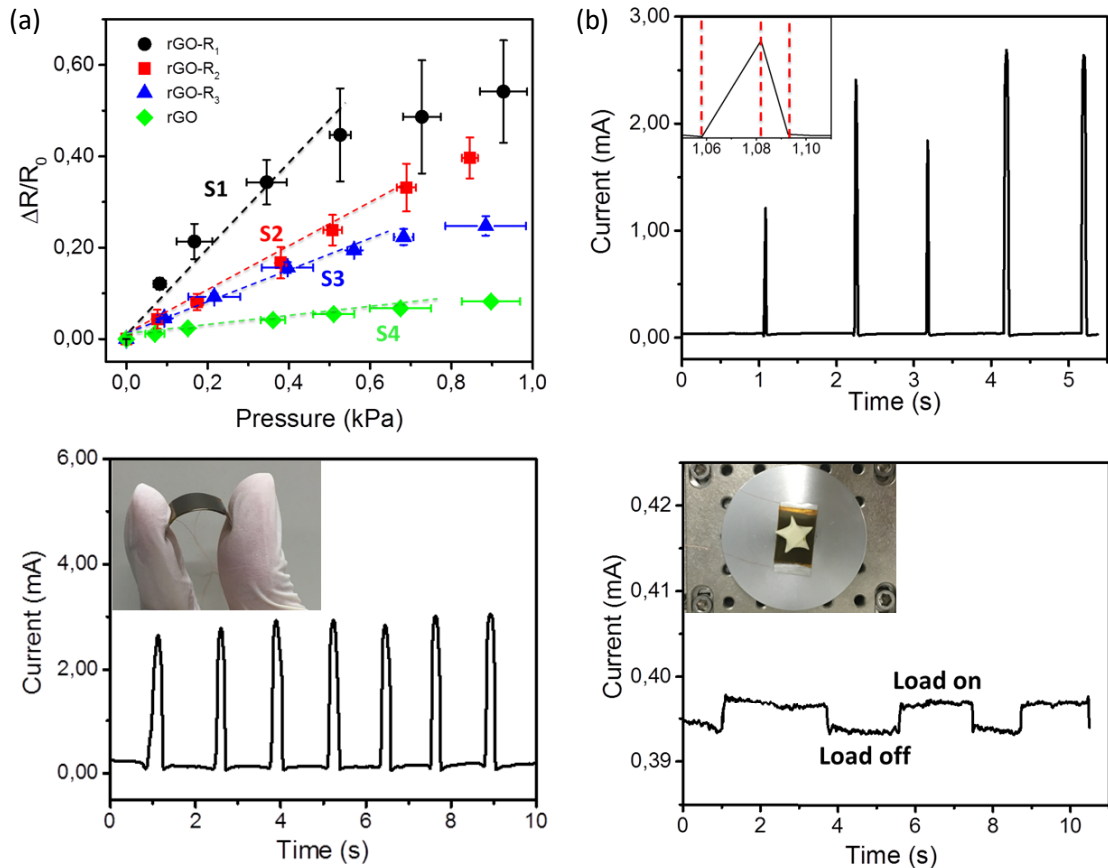 (a)
rGO-R₁
rGO-R₂
rGO-R₃
rGO
S1
S2
S3
S4
0,60
0,40
0,20
0,00
ΔR/R₀
0,0 0,2 0,4 0,6 0,8 1,0
Pressure (kPa)
(b)
3,00
2,00
1,00
0,00
Current (mA)
1,06 1,08 1,10
0 1 2 3 4 5
Time (s)
6,00
4,00
2,00
0,00
Current (mA)
0 2 4 6 8 10
Time (s)
0,42
0,41
0,40
0,39
Current (mA)
Load on
Load off
0 2 4 6 8 10
Time (s)